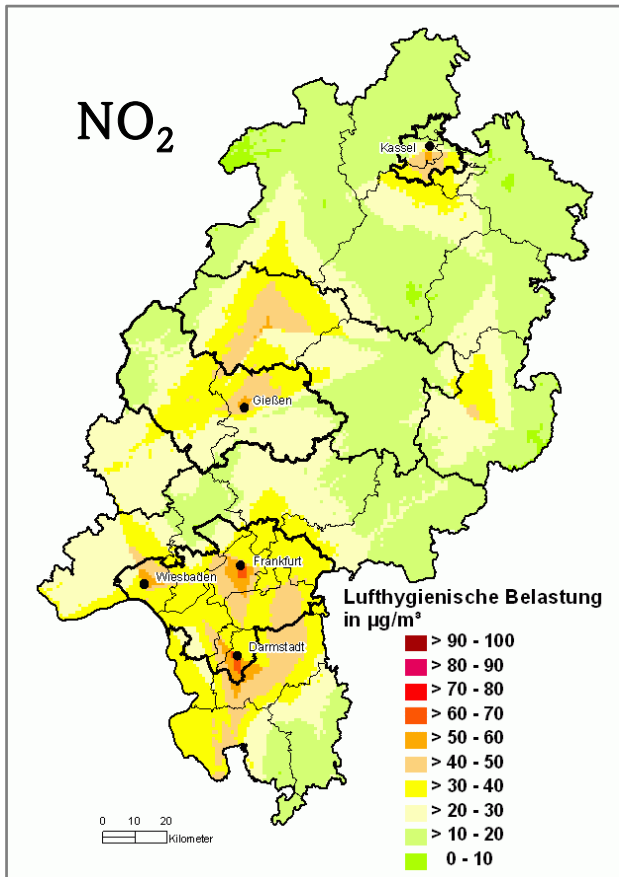 NO₂
Kassel
Gießen
Frankfurt
Wiesbaden
Darmstadt
Lufthygienische Belastung
in µg/m³
> 90 - 100
> 80 - 90
> 70 - 80
> 60 - 70
> 50 - 60
> 40 - 50
> 30 - 40
> 20 - 30
> 10 - 20
0 - 10
0 10 20
Kilometer